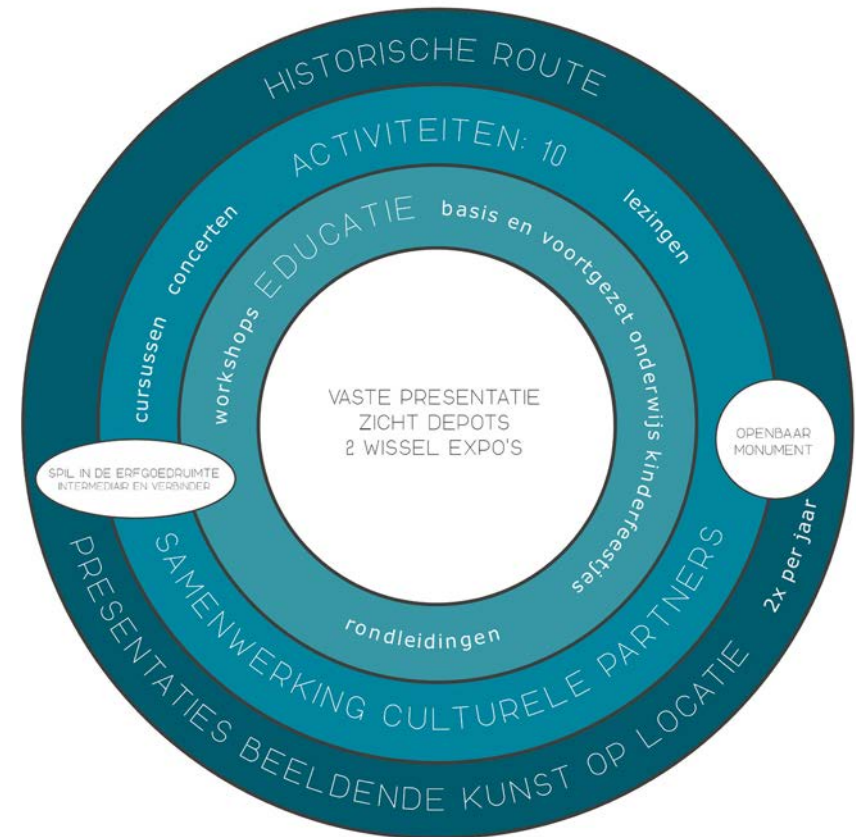 HISTORISCHE ROUTE
ACTIVITEITEN: 10
cursussen concerten
lezingen
workshops EDUCATIE basis en voortgezet onderwijs kinderfeestjes
VASTE PRESENTATIE
ZICHT DEPOTS
2 WISSEL EXPO'S
OPENBAAR
MONUMENT
SPIL IN DE ERFGOEDRUIMTE
INTERMEDIAIR EN VERBINDER
rondleidingen
SAMENWERKING CULTURELE PARTNERS
PRESENTATIES BEELDENDE KUNST OP LOCATIE 2x per jaar